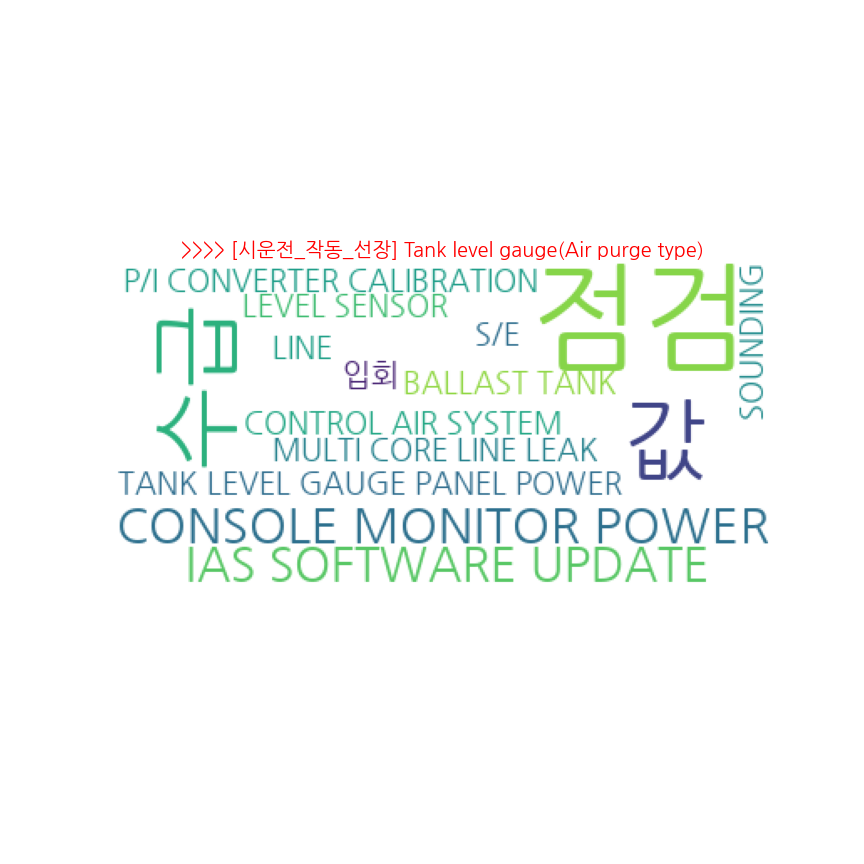 >>>> [시운전_작동_선장] Tank level gauge(Air purge type)
P/I CONVERTER CALIBRATION
점검
SOUNDING
LEVEL SENSOR
수급
S/E
LINE
입회
BALLAST TANK
값
CONTROL AIR SYSTEM
MULTI CORE LINE LEAK
TANK LEVEL GAUGE PANEL POWER
CONSOLE MONITOR POWER
IAS SOFTWARE UPDATE